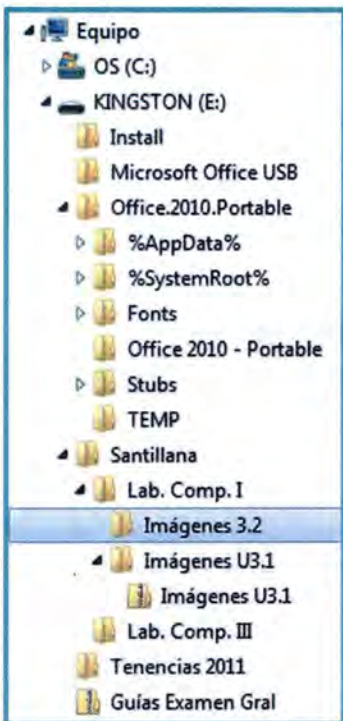 Equipo
OS (C:)
KINGSTON (E:)
Install
Microsoft Office USB
Office.2010.Portable
%AppData%
%SystemRoot%
Fonts
Office 2010 - Portable
Stubs
TEMP
Santillana
Lab. Comp. I
Imágenes 3.2
Imágenes U3.1
Imágenes U3.1
Lab. Comp. III
Tenencias 2011
Guías Examen Gral